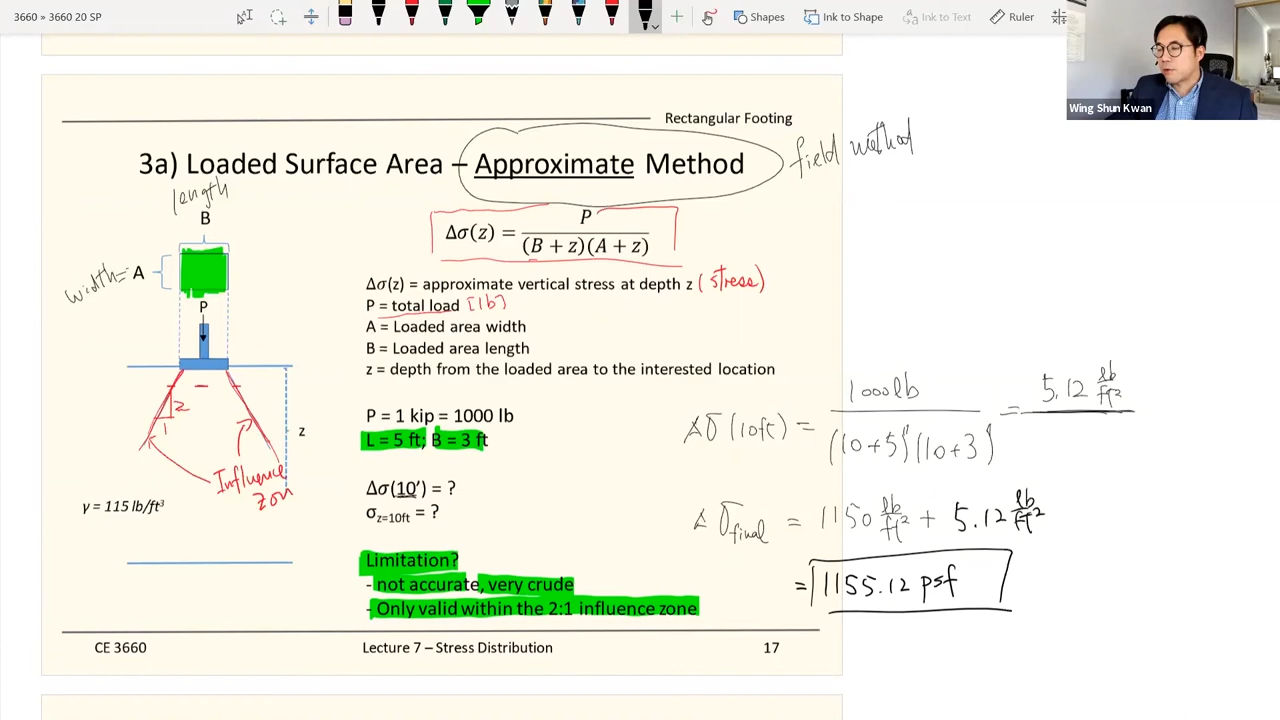 3660 » 3660 20 SP
Shapes
Ink to Shape
Ink to Text
Ruler
Wing Shun Kwan
Rectangular Footing
3a) Loaded Surface Area – Approximate Method
field method
length
B
width = A
P
Δσ(z) = P / (B + z)(A + z)
Δσ(z) = approximate vertical stress at depth z (stress)
P = total load [lb]
A = Loaded area width
B = Loaded area length
z = depth from the loaded area to the interested location
2
1
z
Influence
zon
γ = 115 lb/ft³
P = 1 kip = 1000 lb
L = 5 ft; B = 3 ft
Δσ(10') = ?
σz=10ft = ?
Δσ(10ft) = 1000lb / (10+5)(10+3) = 5.12 lb/ft²
Δσfinal = 1150 lb/ft² + 5.12 lb/ft²
= 1155.12 psf
Limitation?
- not accurate, very crude
- Only valid within the 2:1 influence zone
CE 3660
Lecture 7 – Stress Distribution
17